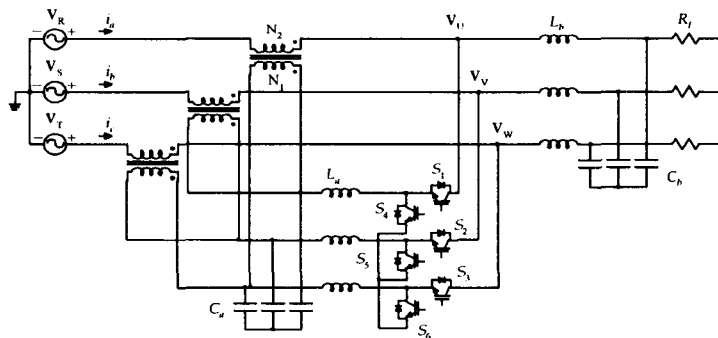 V_R i_a N_2 V_U L_b R_l
N_1
V_S i_b V_V
V_T i_c V_W
L_a S_1
S_4 C_b
S_2
S_5
S_3
C_a
S_6